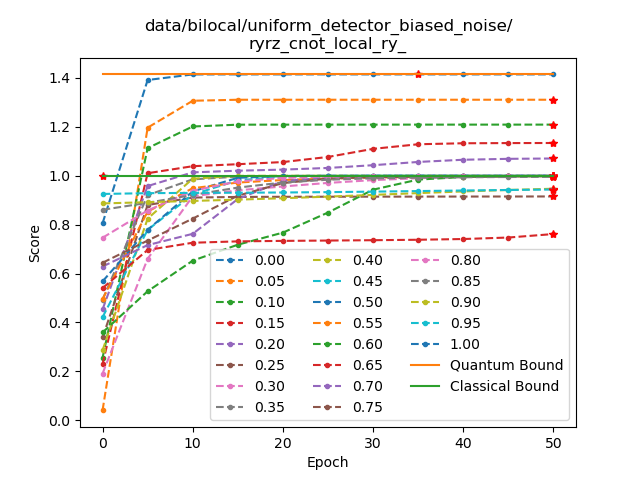 data/bilocal/uniform_detector_biased_noise/
ryrz_cnot_local_ry_
Score
1.4
1.2
1.0
0.8
0.6
0.4
0.2
0.0
0 10 20 30 40 50
Epoch
0.00 0.40 0.80
0.05 0.45 0.85
0.10 0.50 0.90
0.15 0.55 0.95
0.20 0.60 1.00
0.25 0.65 Quantum Bound
0.30 0.70 Classical Bound
0.35 0.75